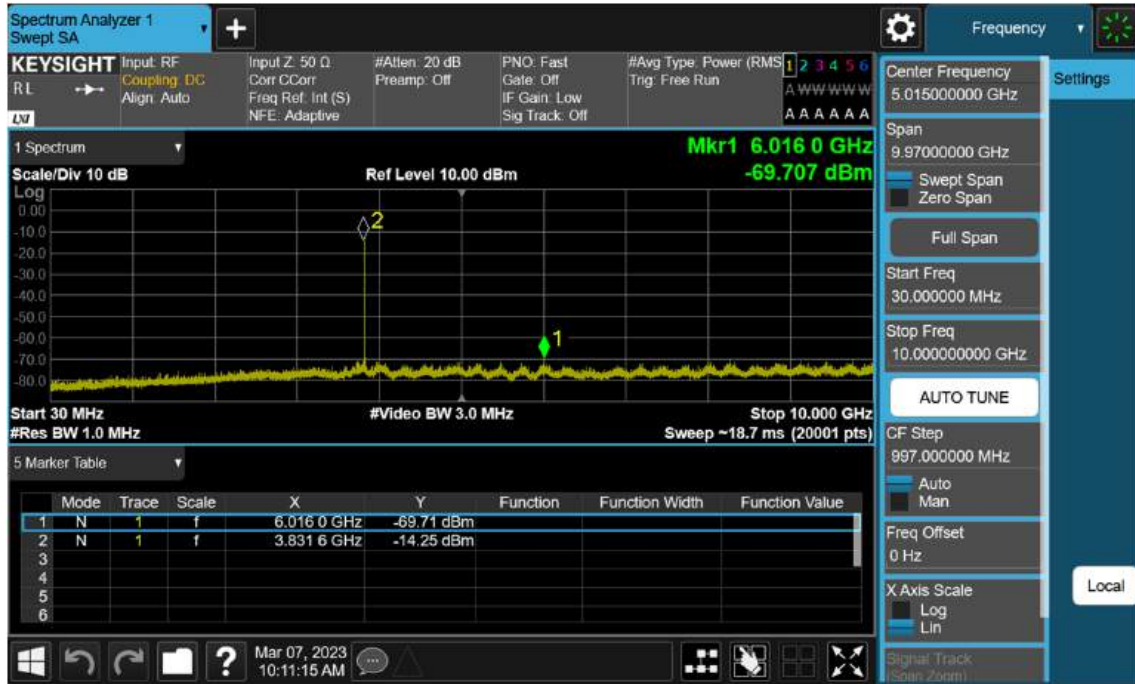 Spectrum Analyzer 1
Swept SA
Frequency
KEYSIGHT
RL
LXI
Input: RF
Coupling: DC
Align: Auto
Input Z: 50 Ω
Corr CCorr
Freq Ref: Int (S)
NFE: Adaptive
#Atten: 20 dB
Preamp: Off
PNO: Fast
Gate: Off
IF Gain: Low
Sig Track: Off
#Avg Type: Power (RMS
Trig: Free Run
1 2 3 4 5 6
A W W W W W
A A A A A A
1 Spectrum
Mkr1 6.016 0 GHz
-69.707 dBm
Scale/Div 10 dB
Ref Level 10.00 dBm
Log
0.00
-10.0
-20.0
-30.0
-40.0
-50.0
-60.0
-70.0
-80.0
2
1
Start 30 MHz
#Video BW 3.0 MHz
Stop 10.000 GHz
#Res BW 1.0 MHz
Sweep ~18.7 ms (20001 pts)
5 Marker Table
Mode Trace Scale X Y Function Function Width Function Value
1 N 1 f 6.016 0 GHz -69.71 dBm
2 N 1 f 3.831 6 GHz -14.25 dBm
3
4
5
6
Mar 07, 2023
10:11:15 AM
Center Frequency
5.015000000 GHz
Settings
Span
9.97000000 GHz
Swept Span
Zero Span
Full Span
Start Freq
30.000000 MHz
Stop Freq
10.000000000 GHz
AUTO TUNE
CF Step
997.000000 MHz
Auto
Man
Freq Offset
0 Hz
X Axis Scale
Log
Lin
Local
Signal Track
(Span Zoom)